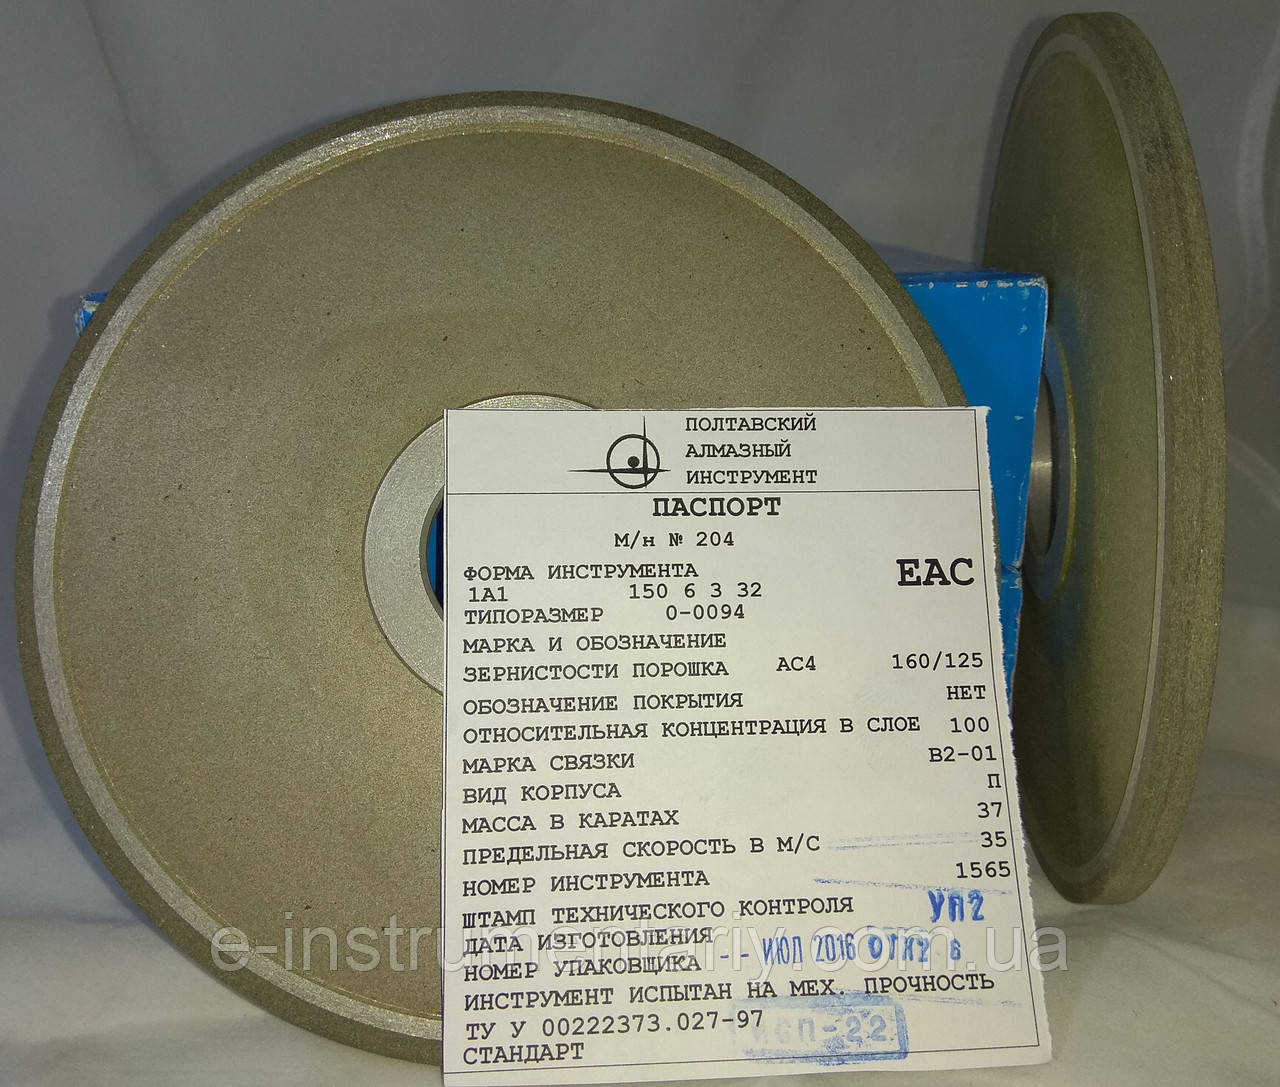 ПОЛТАВСКИЙ
АЛМАЗНЫЙ
ИНСТРУМЕНТ
ПАСПОРТ
М/н № 204
ФОРМА ИНСТРУМЕНТА
ЕАС
1А1 150 6 3 32
ТИПОРАЗМЕР 0-0094
МАРКА И ОБОЗНАЧЕНИЕ
ЗЕРНИСТОСТИ ПОРОШКА АС4 160/125
ОБОЗНАЧЕНИЕ ПОКРЫТИЯ НЕТ
ОТНОСИТЕЛЬНАЯ КОНЦЕНТРАЦИЯ В СЛОЕ 100
МАРКА СВЯЗКИ В2-01
ВИД КОРПУСА П
МАССА В КАРАТАХ 37
ПРЕДЕЛЬНАЯ СКОРОСТЬ В М/С 35
НОМЕР ИНСТРУМЕНТА 1565
ШТАМП ТЕХНИЧЕСКОГО КОНТРОЛЯ УП2
ДАТА ИЗГОТОВЛЕНИЯ
НОМЕР УПАКОВЩИКА -- ИЮЛ 2016
ИНСТРУМЕНТ ИСПЫТАН НА МЕХ. ПРОЧНОСТЬ
ТУ У 00222373.027-97
СТАНДАРТ
e-instrumentariy.com.ua